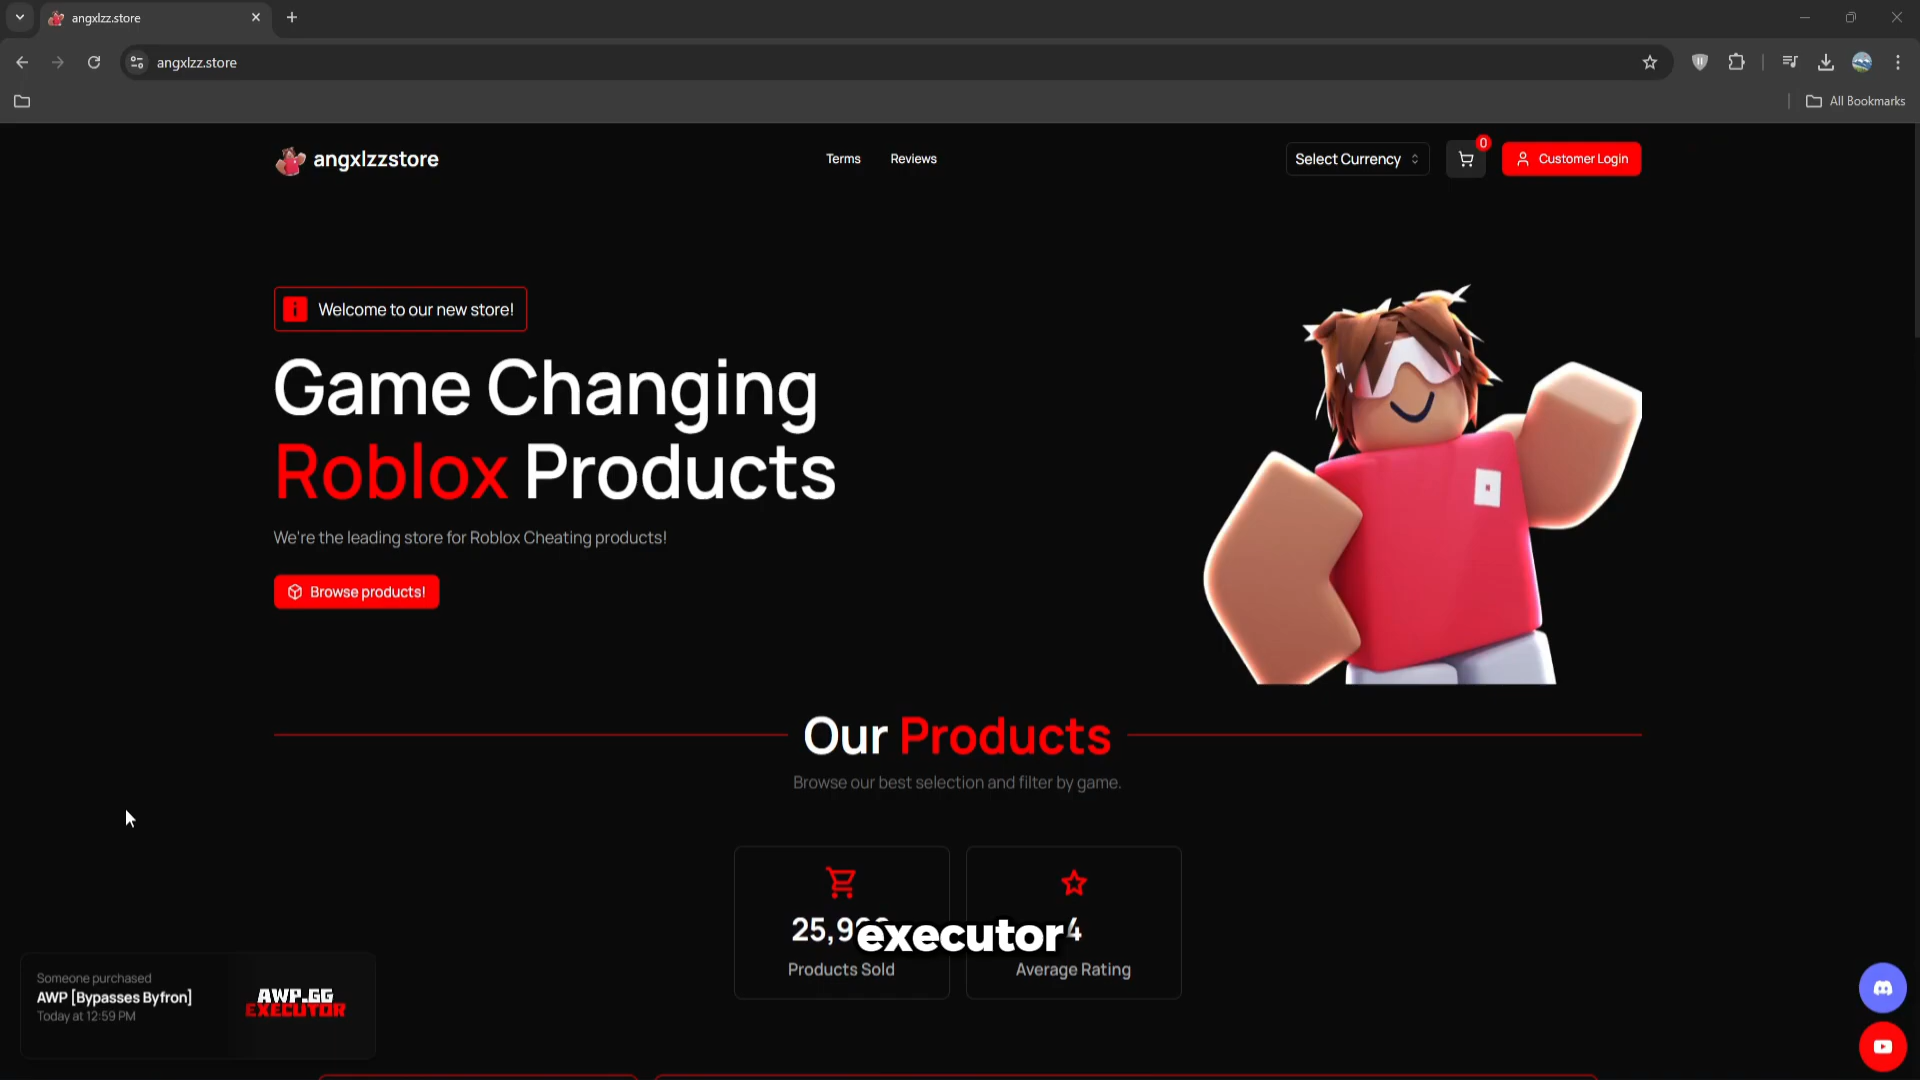 angxlzz.store
angxlzz.store
All Bookmarks
angxlzzstore
Terms
Reviews
Select Currency
0
Customer Login
Welcome to our new store!
Game Changing
Roblox Products
We're the leading store for Roblox Cheating products!
Browse products!
Our Products
Browse our best selection and filter by game.
executor
Products Sold
Average Rating
Someone purchased
AWP [Bypasses Byfron]
Today at 12:59 PM
AWP.GG
EXECUTOR